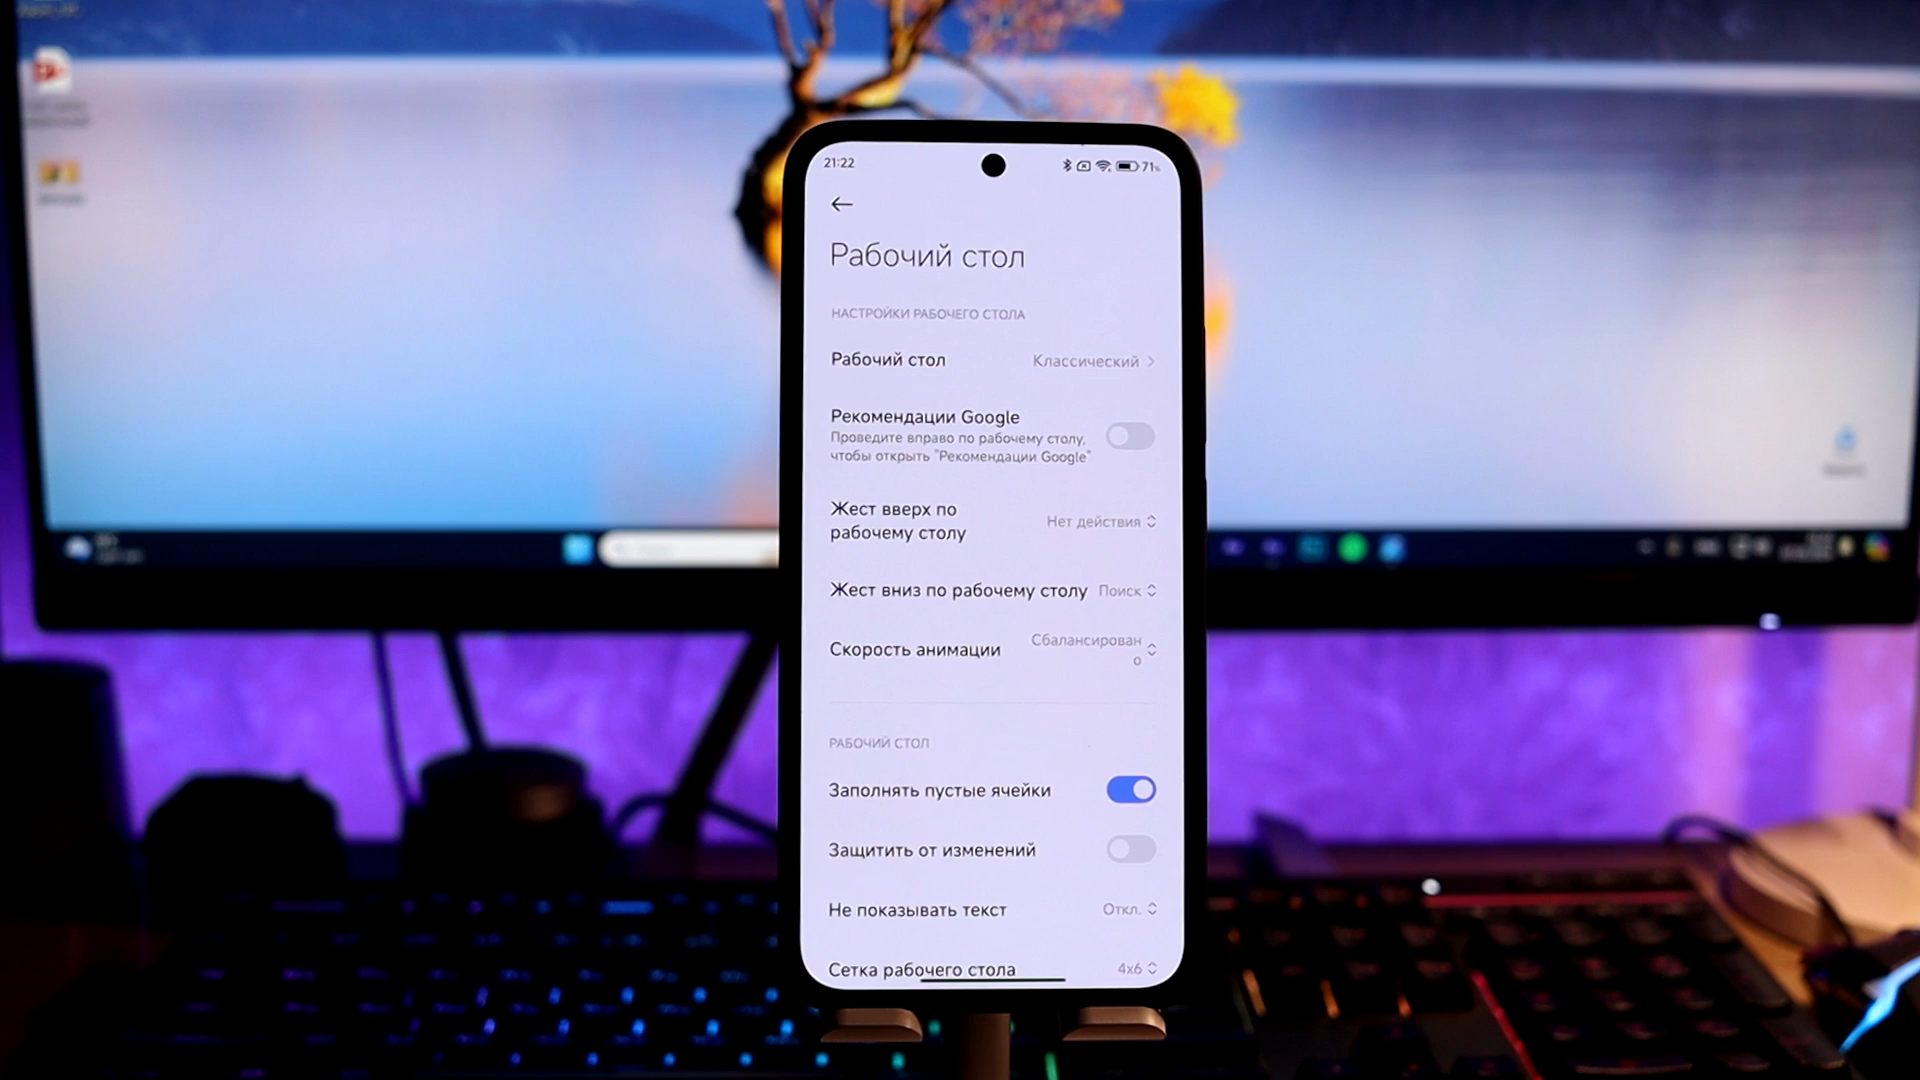 21:22
71%
Рабочий стол
НАСТРОЙКИ РАБОЧЕГО СТОЛА
Рабочий стол
Классический
Рекомендации Google
Проведите вправо по рабочему столу,
чтобы открыть "Рекомендации Google"
Жест вверх по
рабочему столу
Нет действия
Жест вниз по рабочему столу
Поиск
Скорость анимации
Сбалансирован
о
РАБОЧИЙ СТОЛ
Заполнять пустые ячейки
Защитить от изменений
Не показывать текст
Откл.
Сетка рабочего стола
4x6